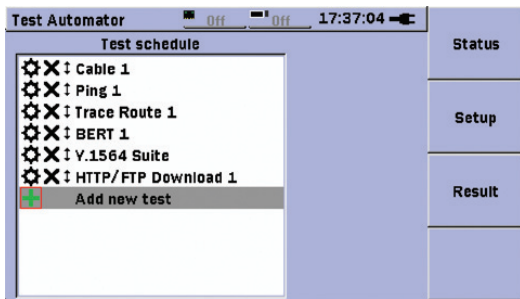 Test Automator Off Off 17:37:04
Test schedule
Cable 1
Ping 1
Trace Route 1
BERT 1
Y.1564 Suite
HTTP/FTP Download 1
Add new test
Status
Setup
Result